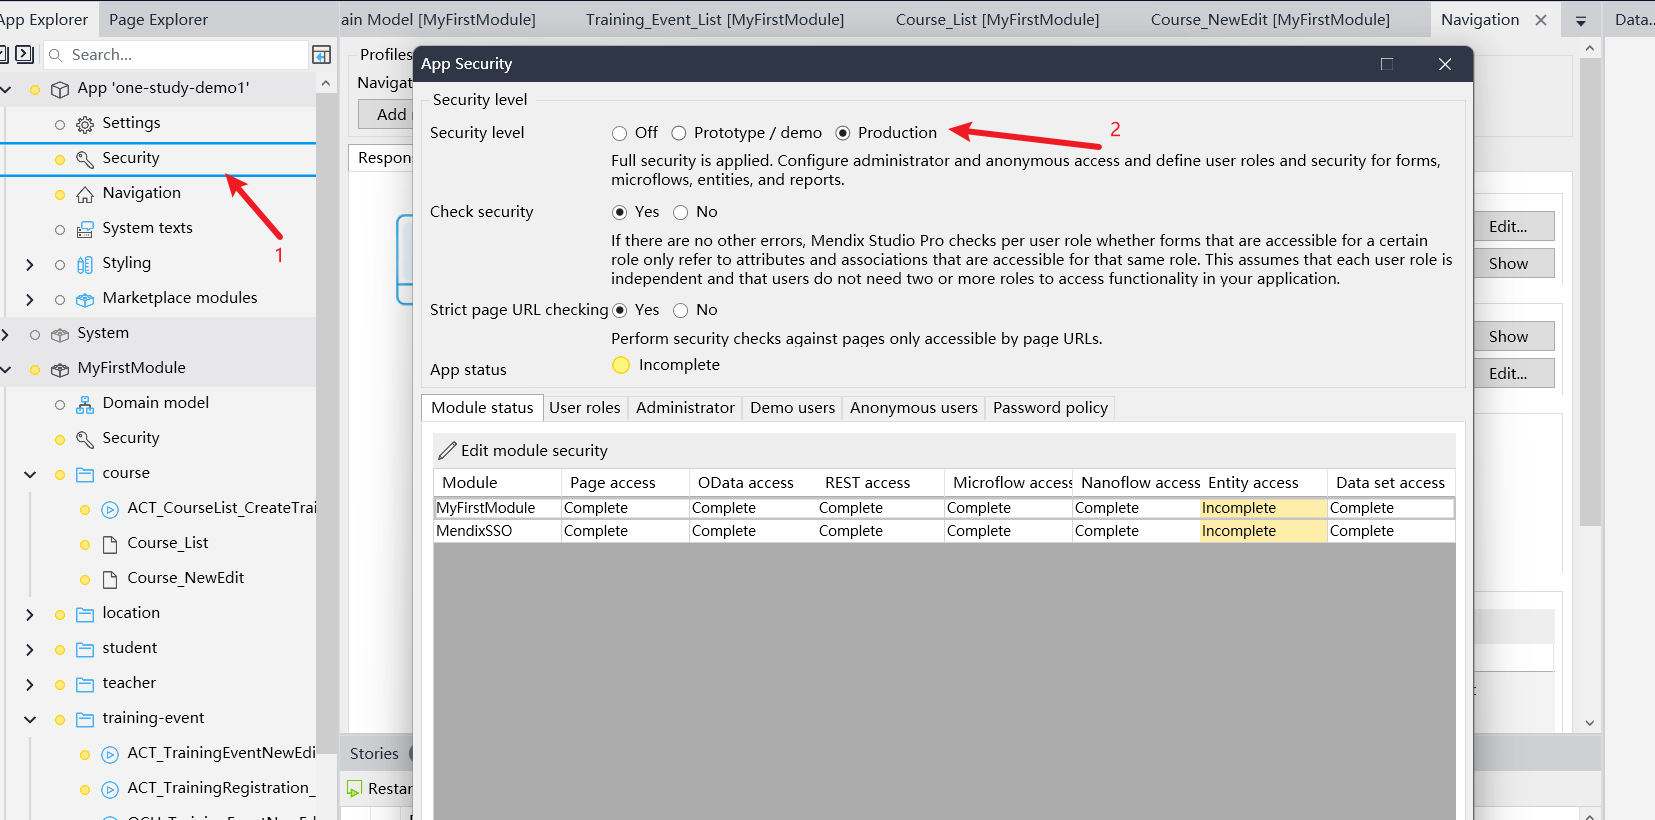 App Explorer
Page Explorer
ain Model [MyFirstModule]
Training_Event_List [MyFirstModule]
Course_List [MyFirstModule]
Course_NewEdit [MyFirstModule]
Navigation
Data..
Search...
App 'one-study-demo1'
Settings
Security
1
Navigation
System texts
Styling
Marketplace modules
System
MyFirstModule
Domain model
Security
course
ACT_CourseList_CreateTrai
Course_List
Course_NewEdit
location
student
teacher
training-event
ACT_TrainingEventNewEdi
ACT_TrainingRegistration_
Profiles
Navigat
Add
Respon
App Security
Security level
Security level
Off
Prototype / demo
Production
2
Full security is applied. Configure administrator and anonymous access and define user roles and security for forms,
microflows, entities, and reports.
Check security
Yes
No
If there are no other errors, Mendix Studio Pro checks per user role whether forms that are accessible for a certain
role only refer to attributes and associations that are accessible for that same role. This assumes that each user role is
independent and that users do not need two or more roles to access functionality in your application.
Strict page URL checking
Yes
No
Perform security checks against pages only accessible by page URLs.
App status
Incomplete
Module status
User roles
Administrator
Demo users
Anonymous users
Password policy
Edit module security
Module Page access OData access REST access Microflow access Nanoflow access Entity access Data set access
MyFirstModule Complete Complete Complete Complete Complete Incomplete Complete
MendixSSO Complete Complete Complete Complete Complete Incomplete Complete
Edit...
Show
Show
Edit...
Stories
Restar